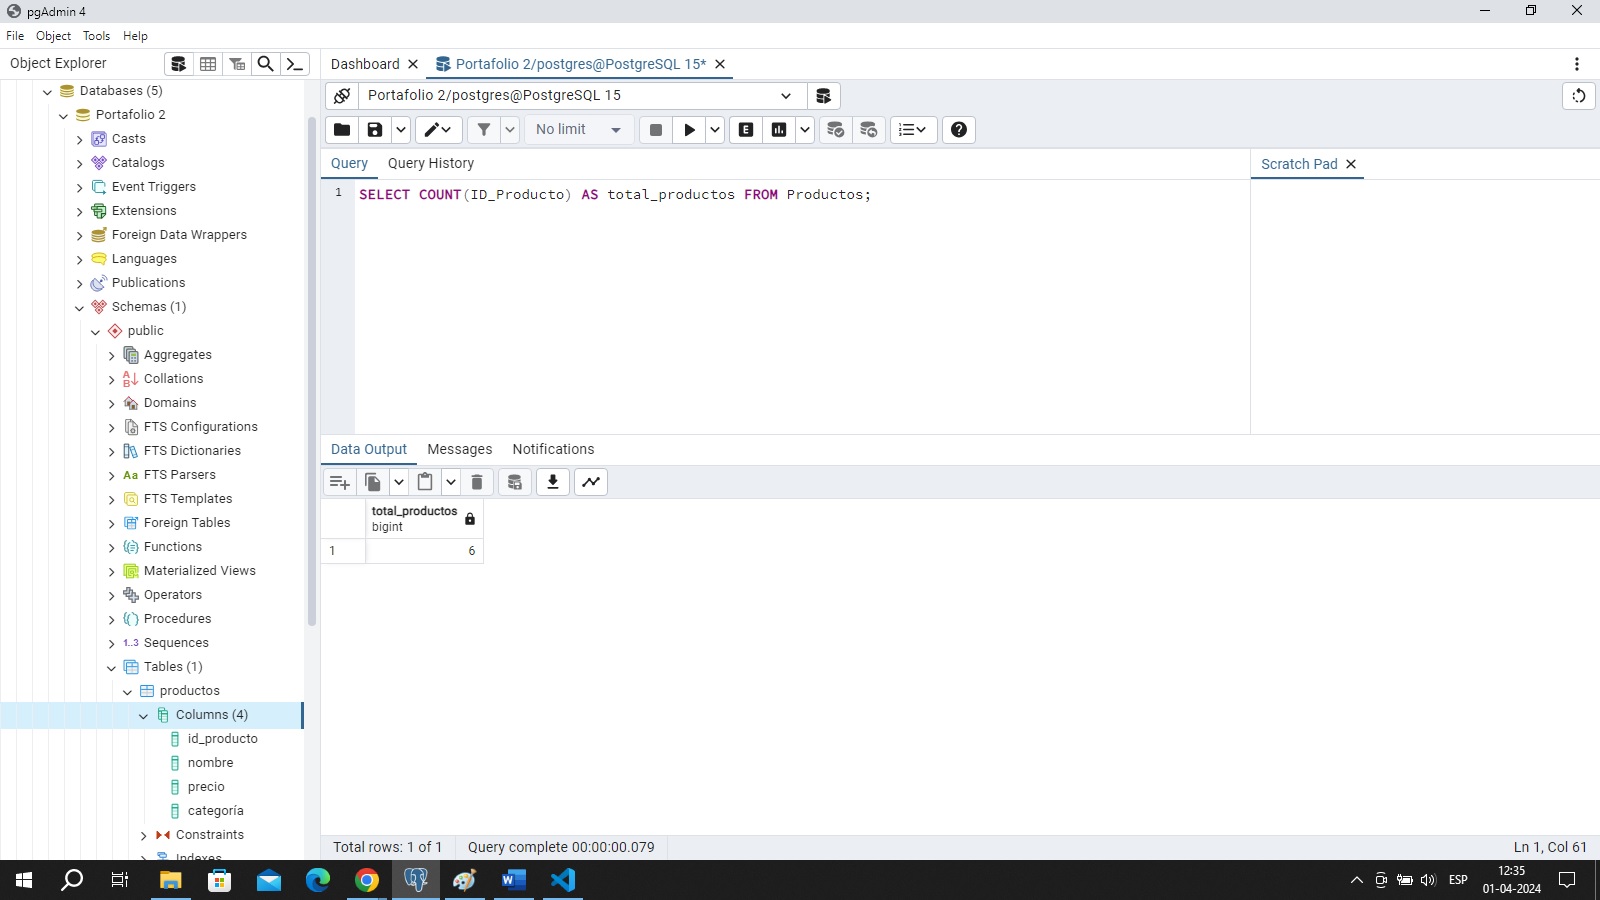 pgAdmin 4
File Object Tools Help
Object Explorer
Dashboard
Portafolio 2/postgres@PostgreSQL 15*
Databases (5)
Portafolio 2
Casts
Catalogs
Event Triggers
Extensions
Foreign Data Wrappers
Languages
Publications
Schemas (1)
public
Aggregates
Collations
Domains
FTS Configurations
FTS Dictionaries
Aa FTS Parsers
FTS Templates
Foreign Tables
Functions
Materialized Views
Operators
Procedures
1..3 Sequences
Tables (1)
productos
Columns (4)
id_producto
nombre
precio
categoría
Constraints
Indexes
Portafolio 2/postgres@PostgreSQL 15
No limit
E
Query Query History
Scratch Pad
1 SELECT COUNT(ID_Producto) AS total_productos FROM Productos;
Data Output Messages Notifications
total_productos
bigint
1 6
Total rows: 1 of 1 Query complete 00:00:00.079
Ln 1, Col 61
ESP
12:35
01-04-2024